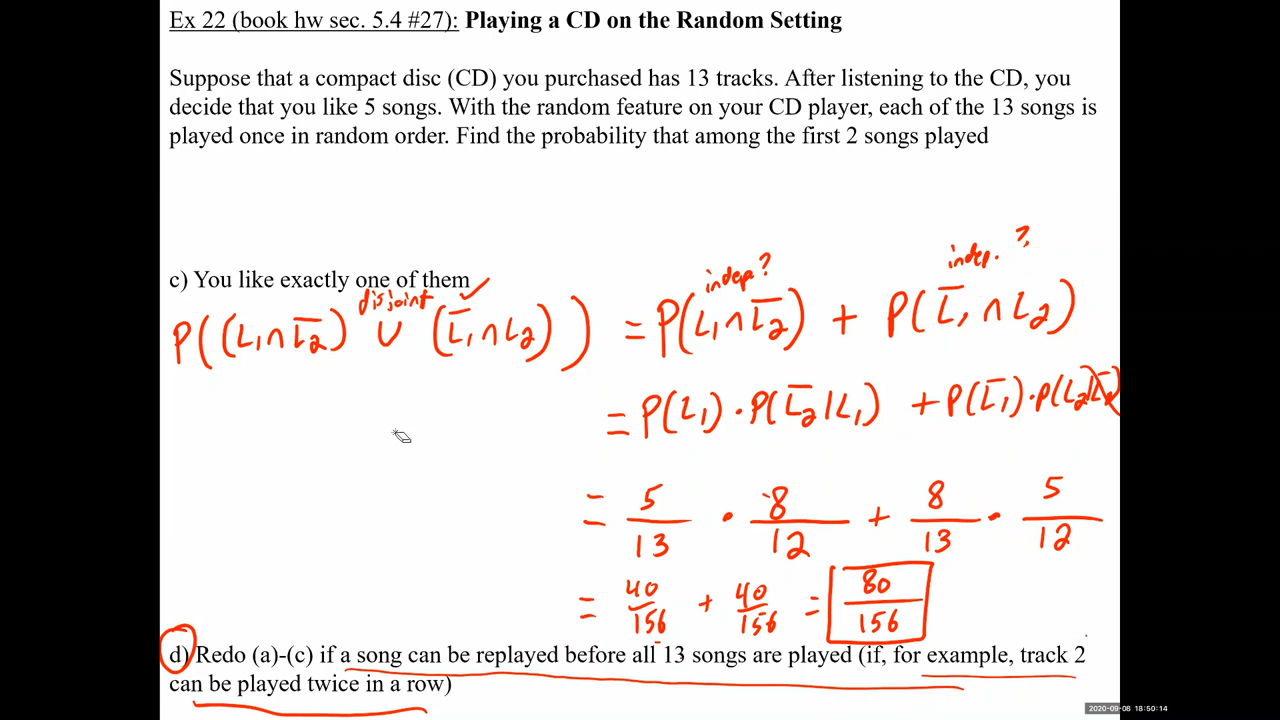 Ex 22 (book hw sec. 5.4 #27): Playing a CD on the Random Setting
Suppose that a compact disc (CD) you purchased has 13 tracks. After listening to the CD, you
decide that you like 5 songs. With the random feature on your CD player, each of the 13 songs is
played once in random order. Find the probability that among the first 2 songs played
indep? indep. ?
c) You like exactly one of them
disjoint ✓
P((L₁∩L̅₂) ∪ (L̅₁∩L₂)) = P(L₁∩L̅₂) + P(L̅₁∩L₂)
= P(L₁)·P(L̅₂|L₁) + P(L̅₁)·P(L₂|
= 5/13 · 8/12 + 8/13 · 5/12
= 40/156 + 40/156 = 80/156
d) Redo (a)-(c) if a song can be replayed before all 13 songs are played (if, for example, track 2
can be played twice in a row)
2020-09-08 18:50:14